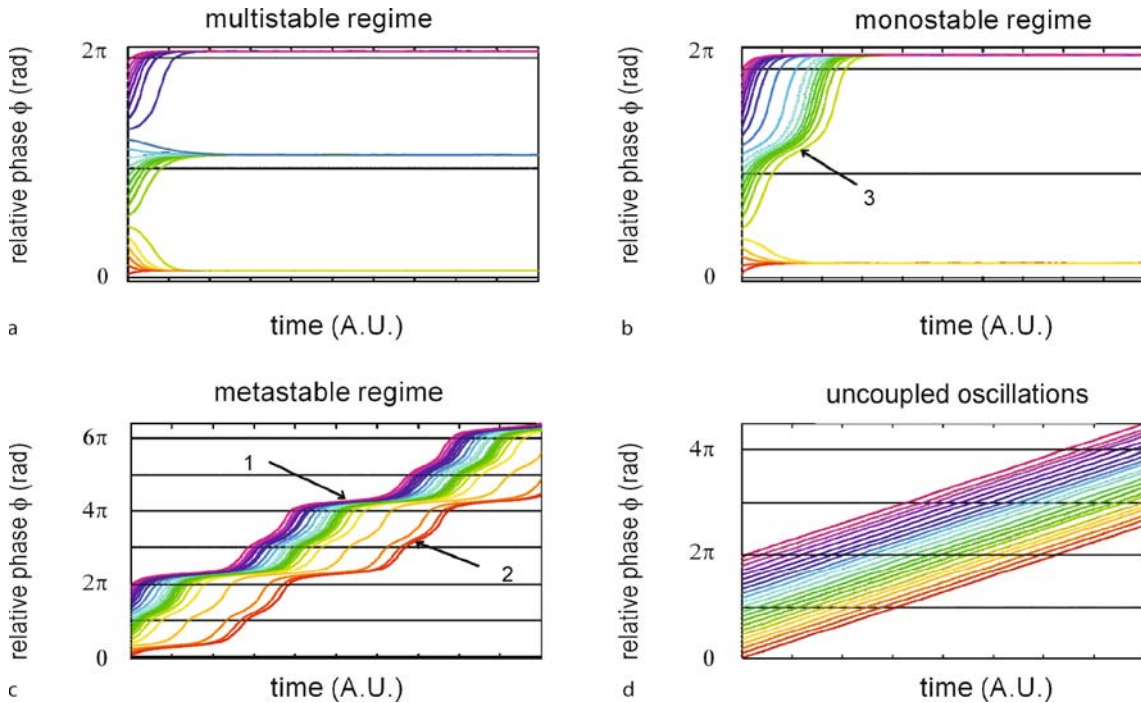 multistable regime
2π
relative phase ϕ (rad)
0
time (A.U.)
a
monostable regime
2π
relative phase ϕ (rad)
3
0
time (A.U.)
b
metastable regime
6π
1
4π
relative phase ϕ (rad)
2
2π
0
time (A.U.)
c
uncoupled oscillations
4π
relative phase ϕ (rad)
2π
0
time (A.U.)
d